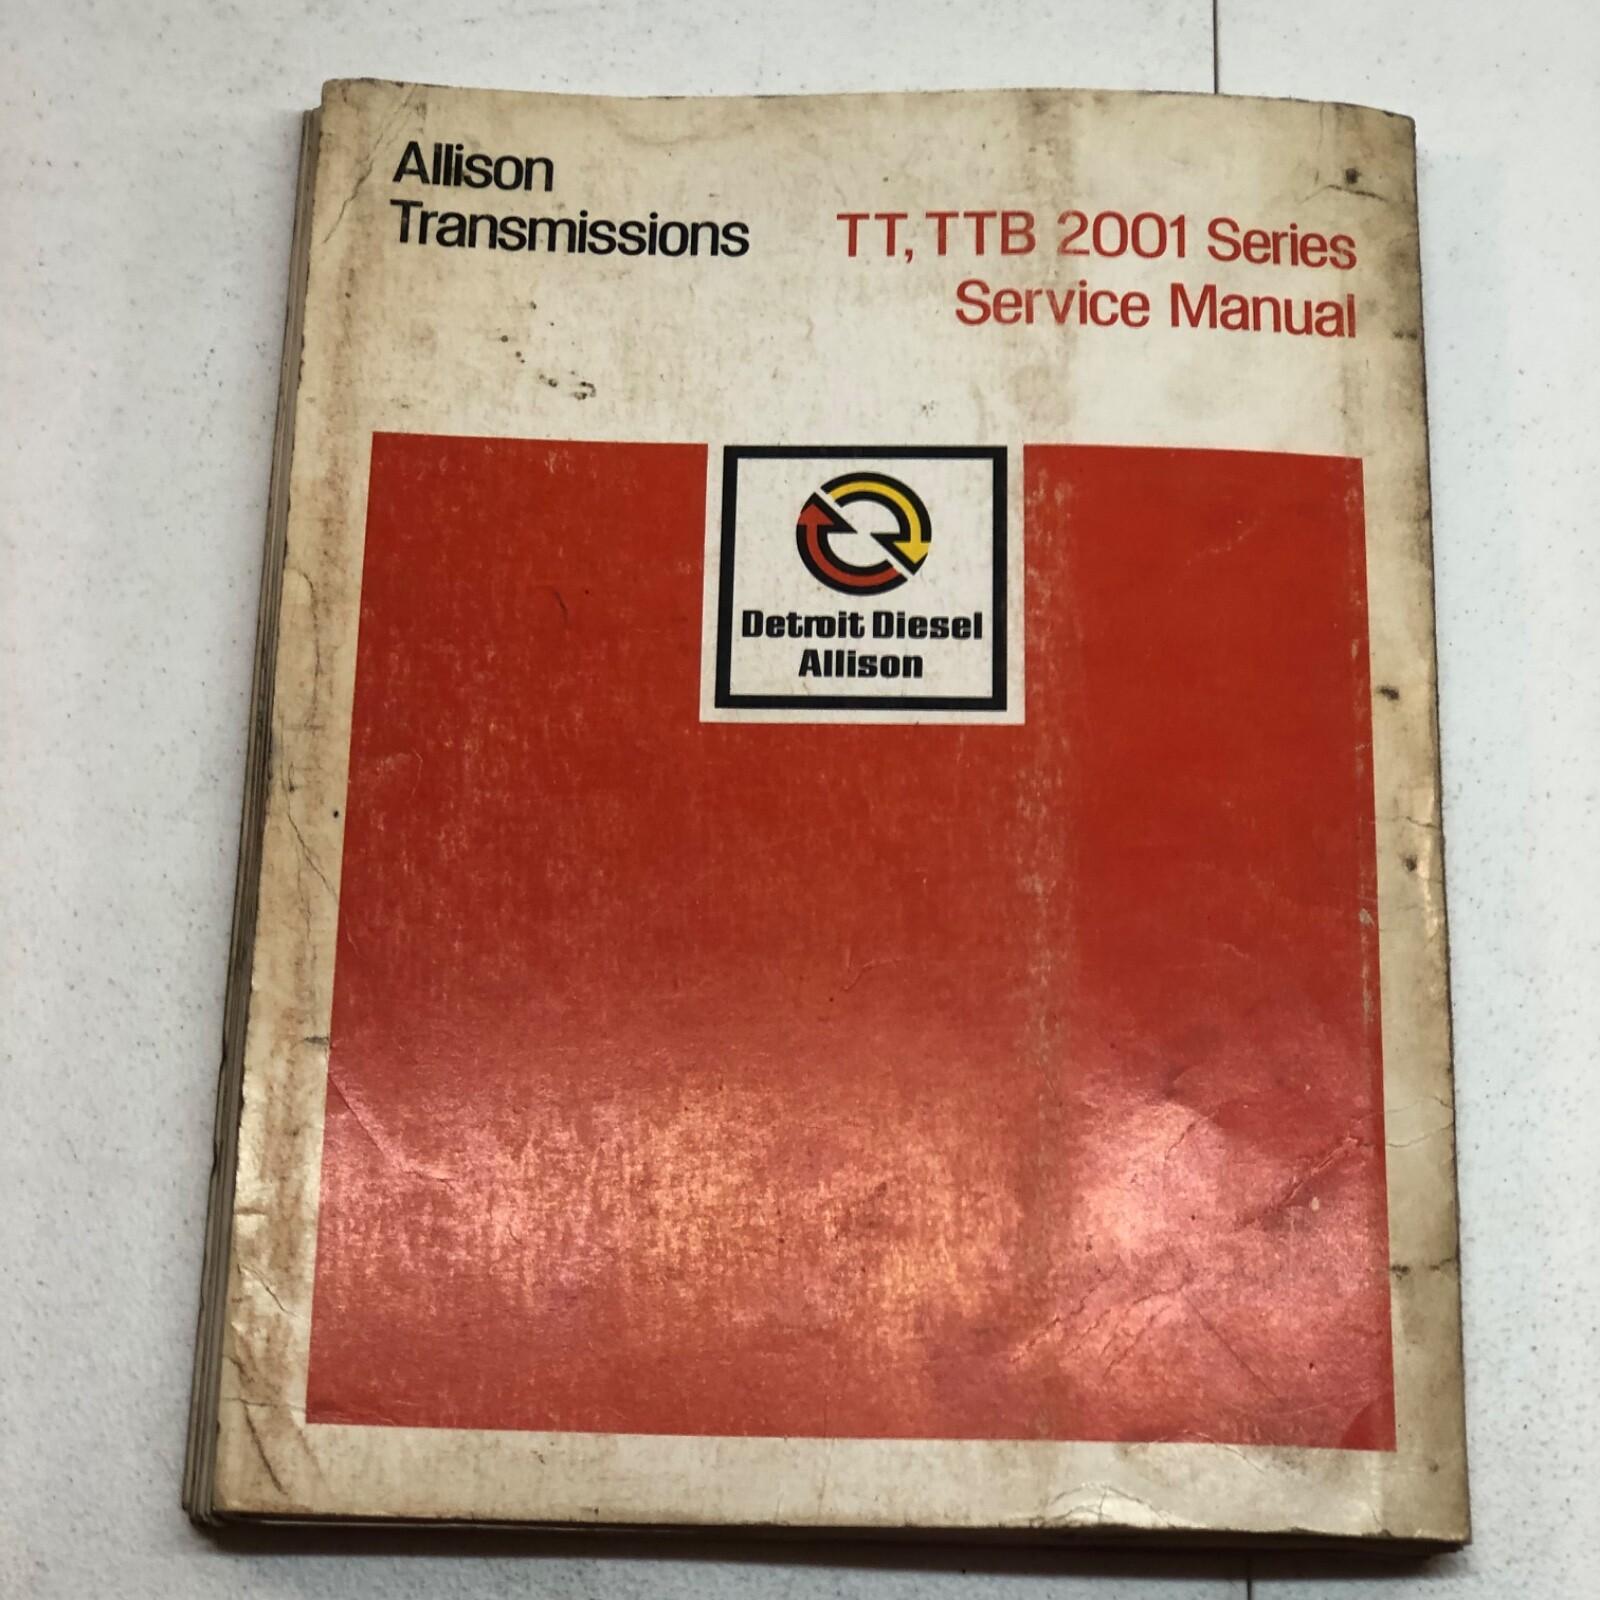 Allison
Transmissions
TT, TTB 2001 Series
Service Manual
Detroit Diesel
Allison